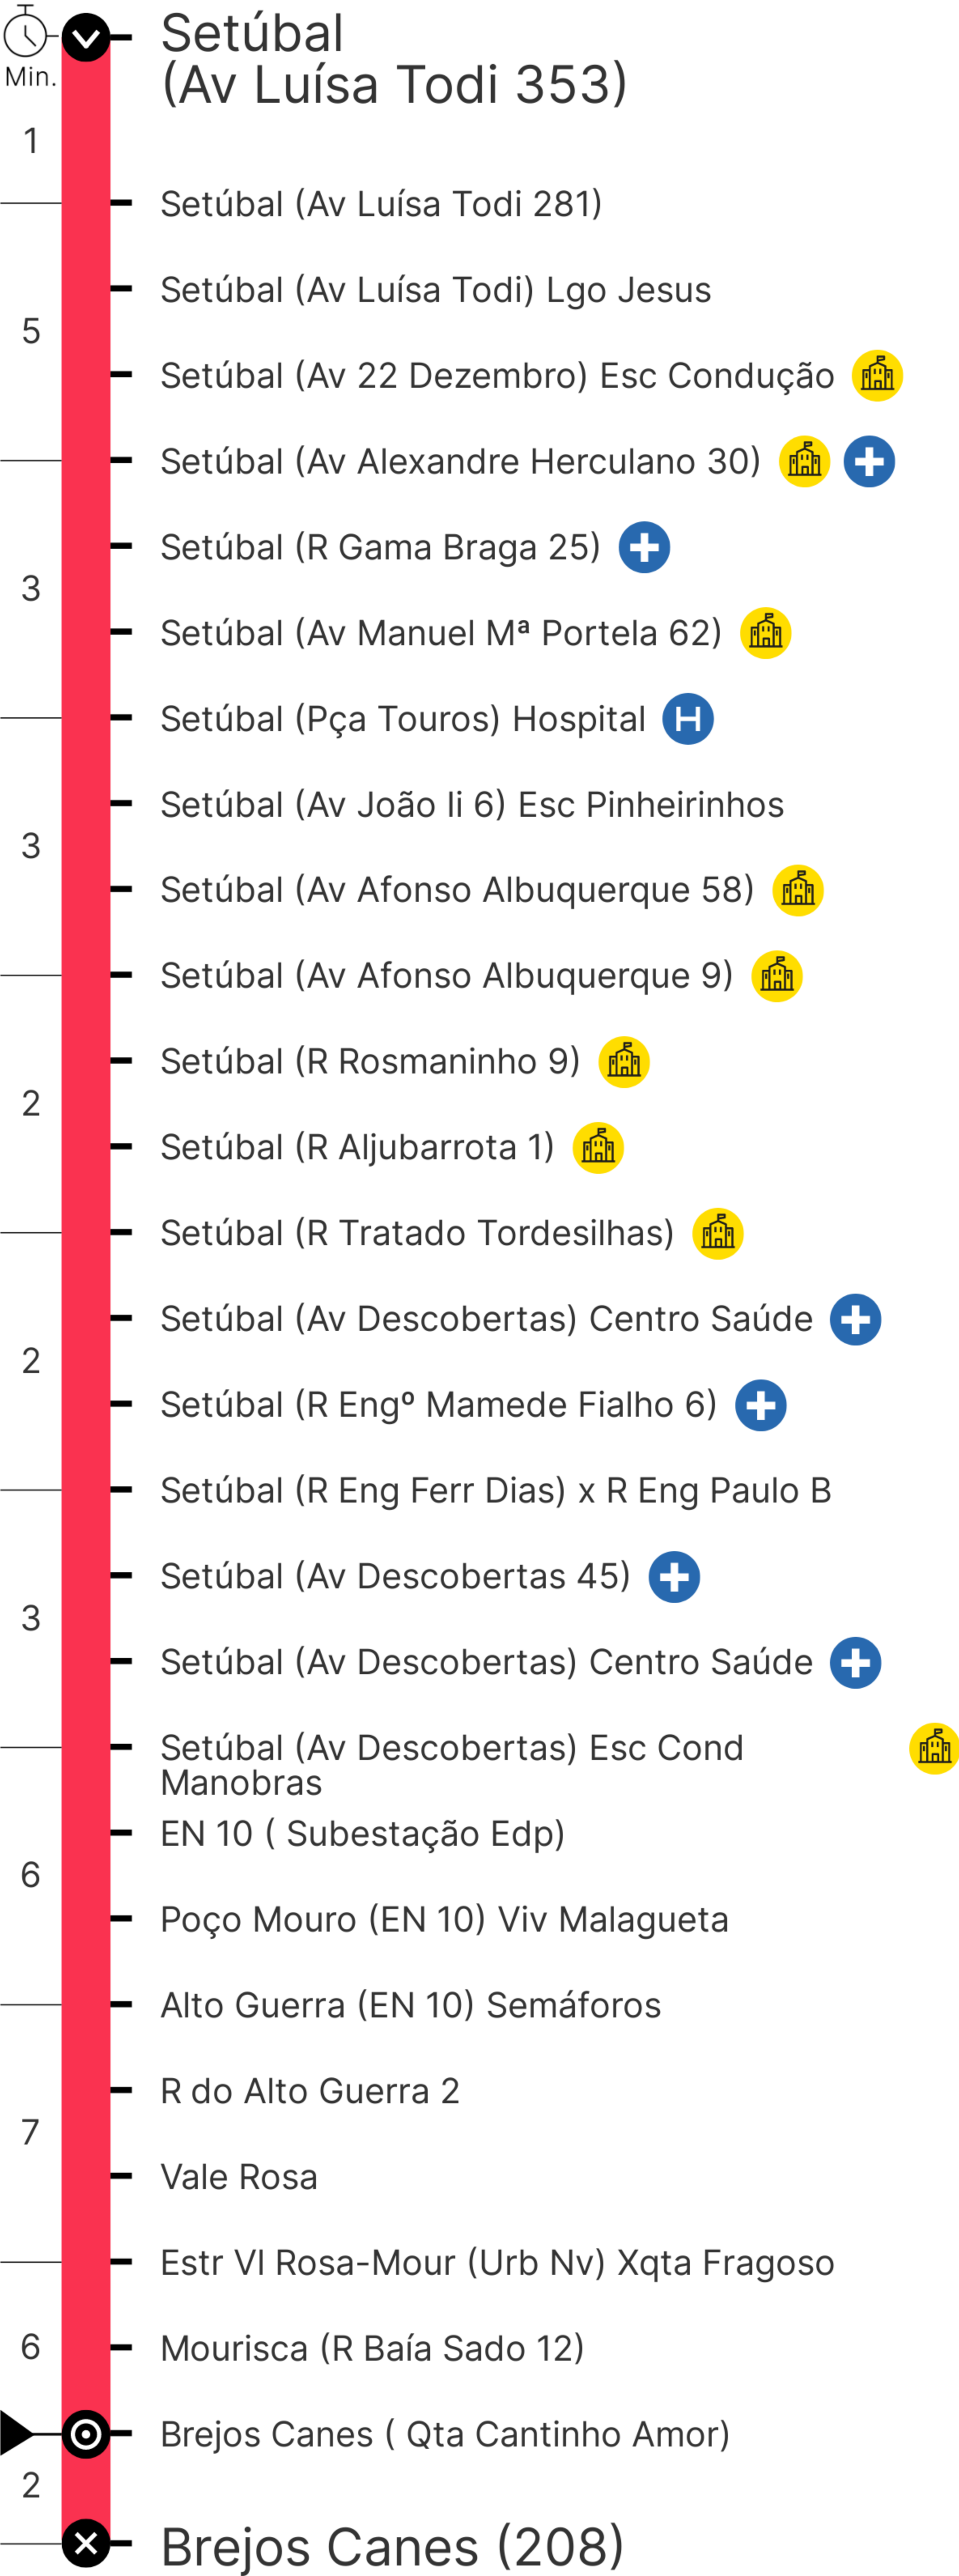 Setúbal
(Av Luísa Todi 353)
Min.
1
Setúbal (Av Luísa Todi 281)
Setúbal (Av Luísa Todi) Lgo Jesus
5
Setúbal (Av 22 Dezembro) Esc Condução
Setúbal (Av Alexandre Herculano 30)
Setúbal (R Gama Braga 25)
3
Setúbal (Av Manuel Mª Portela 62)
Setúbal (Pça Touros) Hospital H
Setúbal (Av João Ii 6) Esc Pinheirinhos
3
Setúbal (Av Afonso Albuquerque 58)
Setúbal (Av Afonso Albuquerque 9)
Setúbal (R Rosmaninho 9)
2
Setúbal (R Aljubarrota 1)
Setúbal (R Tratado Tordesilhas)
Setúbal (Av Descobertas) Centro Saúde
2
Setúbal (R Engº Mamede Fialho 6)
Setúbal (R Eng Ferr Dias) x R Eng Paulo B
Setúbal (Av Descobertas 45)
3
Setúbal (Av Descobertas) Centro Saúde
Setúbal (Av Descobertas) Esc Cond
Manobras
EN 10 ( Subestação Edp)
6
Poço Mouro (EN 10) Viv Malagueta
Alto Guerra (EN 10) Semáforos
R do Alto Guerra 2
7
Vale Rosa
Estr Vl Rosa-Mour (Urb Nv) Xqta Fragoso
6
Mourisca (R Baía Sado 12)
Brejos Canes ( Qta Cantinho Amor)
2
Brejos Canes (208)